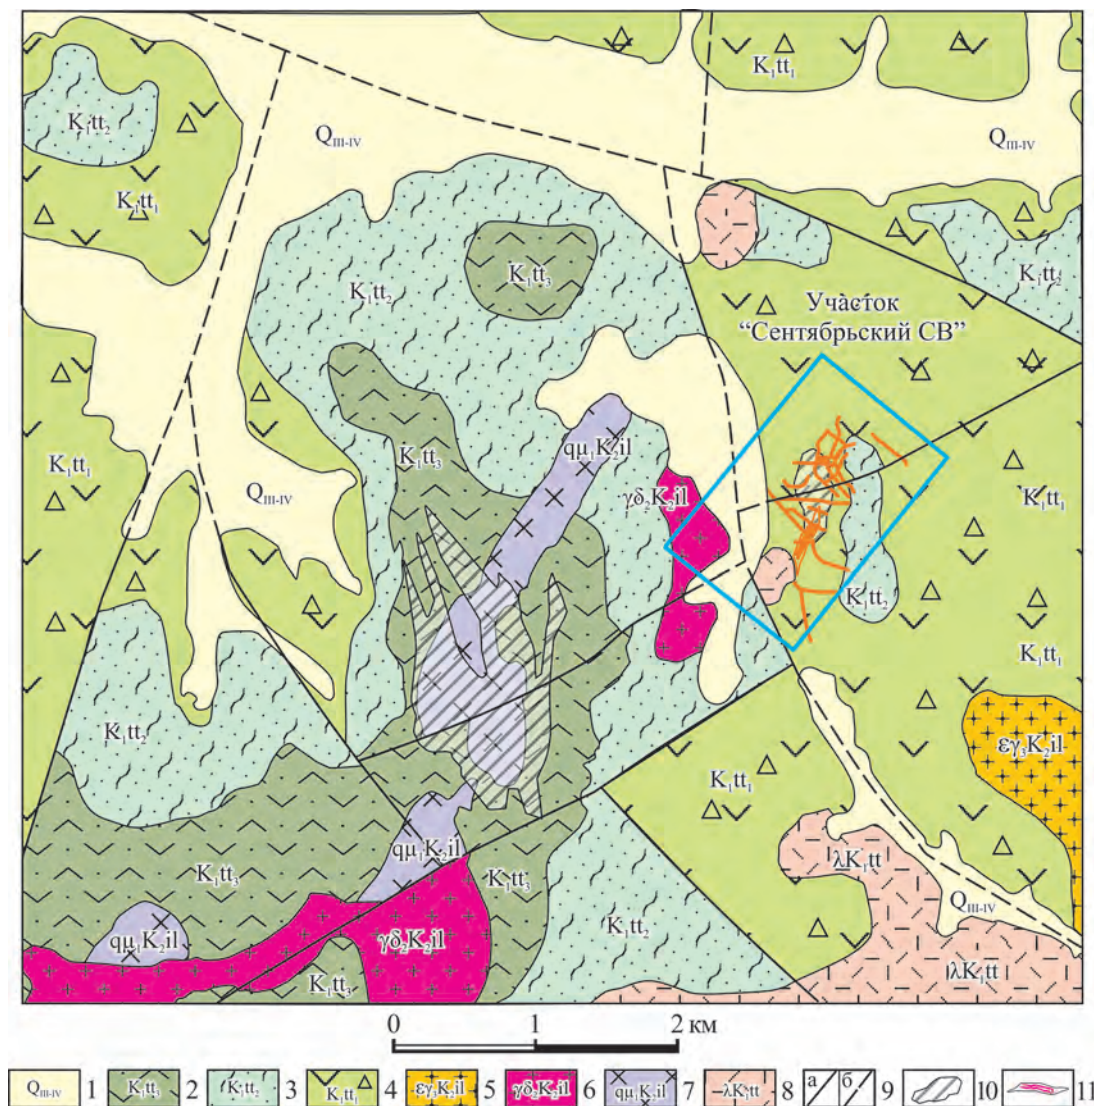 K₁tt₁
K₁tt₂
Q_III-IV
Q_III-IV
K₁tt₁
K₁tt₃
K₁tt₂
K₁tt₂
Участок
“Сентябрьский СВ”
K₁tt₃
qμ₁K₂il
K₁tt₁
Q_III-IV
γδ₂K₂il
K₁tt₁
K₁tt₂
K₁tt₁
K₁tt₂
εγ₃K₂il
K₁tt₁
qμ₁K₂il
λK₁tt
K₁tt₃
K₁tt₃
Q_III-IV
K₁tt₂
qμ₁K₂il
γδ₂K₂il
λK₁tt
K₁tt₃
0 1 2 км
Q_III-IV 1 K₁tt₃ 2 K₁tt₂ 3 K₁tt₁ 4 εγ₃K₂il 5 γδ₂K₂il 6 qμ₁K₂il 7 λK₁tt 8 а б 9 10 11